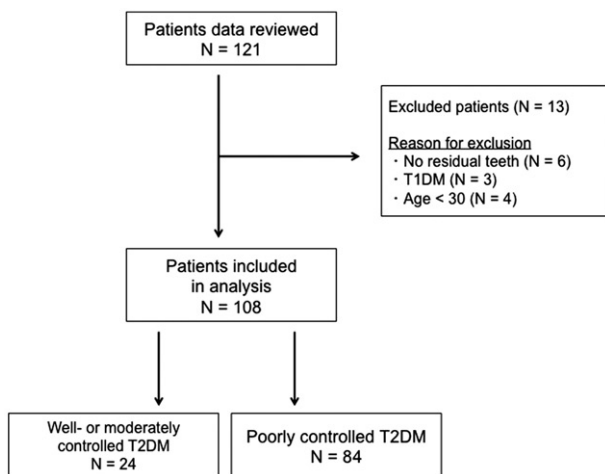 Patients data reviewed
N = 121
Excluded patients (N = 13)
Reason for exclusion
・No residual teeth (N = 6)
・T1DM (N = 3)
・Age < 30 (N = 4)
Patients included
in analysis
N = 108
Well- or moderately
controlled T2DM
N = 24
Poorly controlled T2DM
N = 84